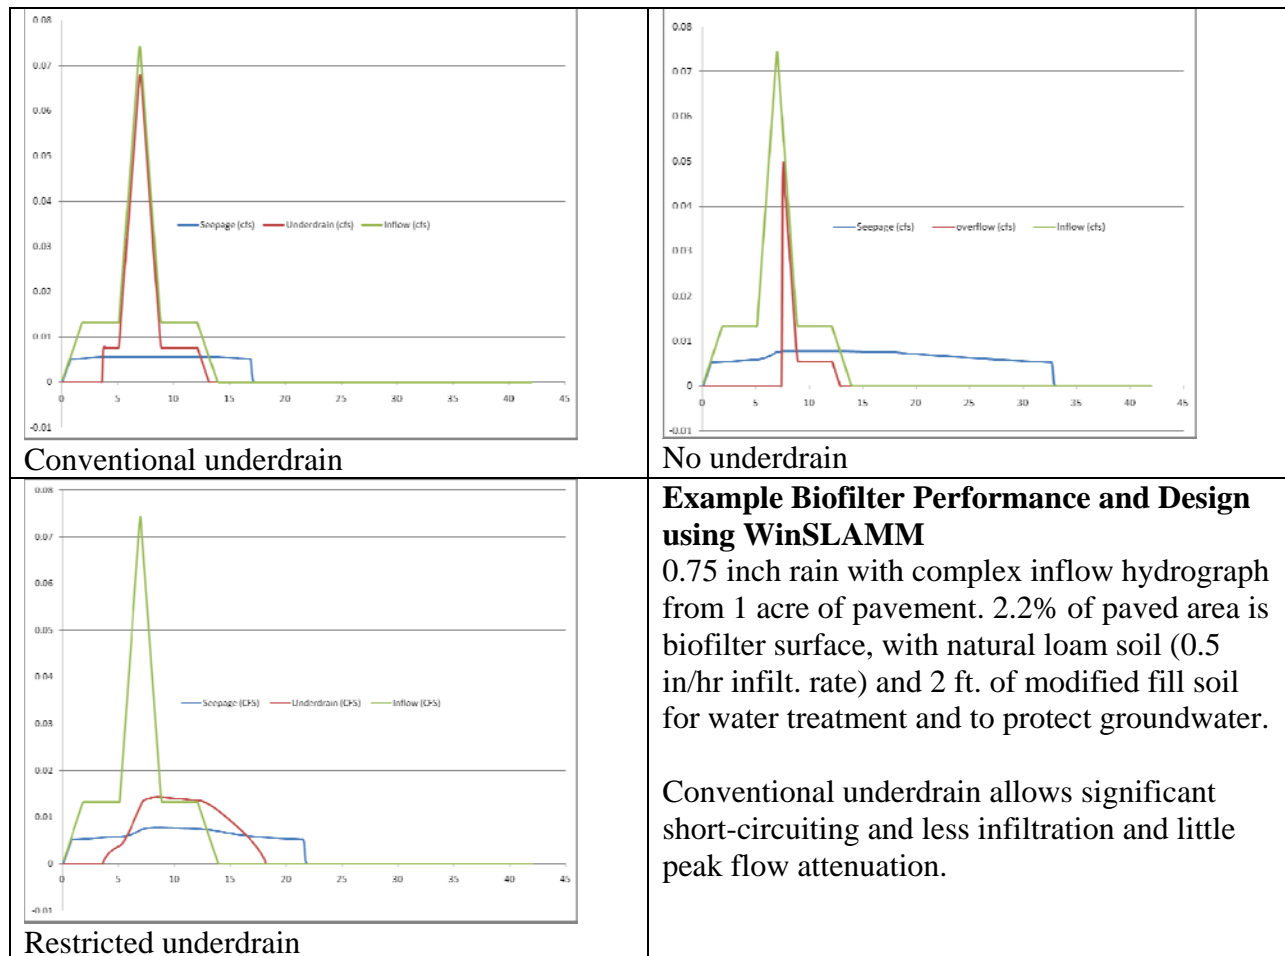 0.08
0.07
0.06
0.05
0.04
Seepage (cfs) Underdrain (cfs) Inflow (cfs)
0.03
0.02
0.01
0
0 5 10 15 20 25 30 35 40 45
-0.01
Conventional underdrain
0.08
0.07
0.06
0.05
0.04
Seepage (cfs) overflow (cfs) Inflow (cfs)
0.03
0.02
0.01
0
0 5 10 15 20 25 30 35 40 45
-0.01
No underdrain
0.08
0.07
0.06
0.05
0.04
Seepage (CFS) Underdrain (CFS) Inflow (CFS)
0.03
0.02
0.01
0
0 5 10 15 20 25 30 35 40 45
-0.01
Restricted underdrain
Example Biofilter Performance and Design
using WinSLAMM
0.75 inch rain with complex inflow hydrograph
from 1 acre of pavement. 2.2% of paved area is
biofilter surface, with natural loam soil (0.5
in/hr infilt. rate) and 2 ft. of modified fill soil
for water treatment and to protect groundwater.
Conventional underdrain allows significant
short-circuiting and less infiltration and little
peak flow attenuation.